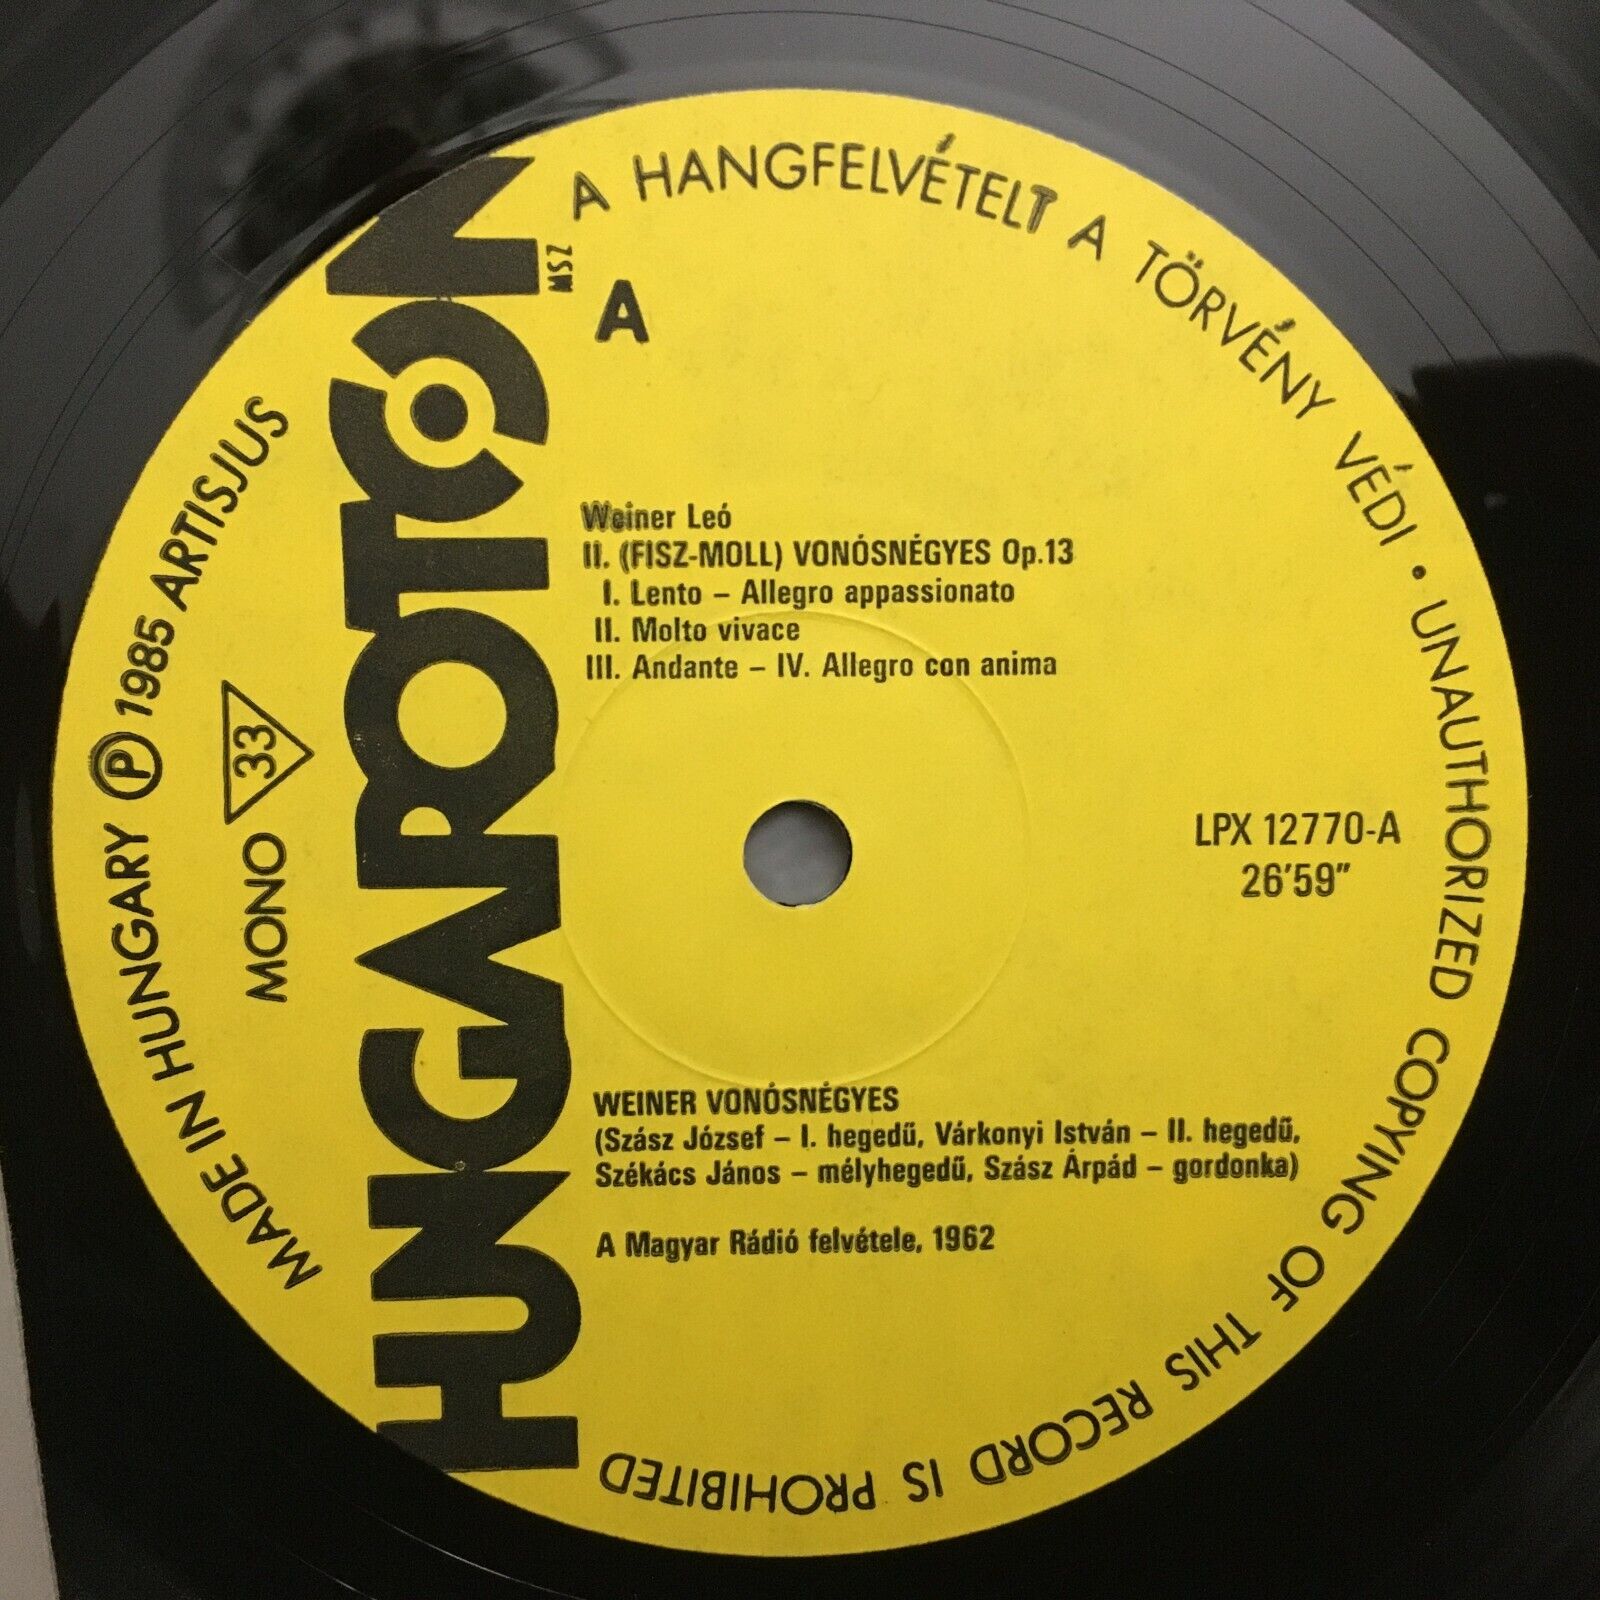 A HANGFELVÉTELT A TÖRVÉNY VÉDI • UNAUTHORIZED COPYING OF THIS RECORD IS PROHIBITED
MADE IN HUNGARY Ⓟ 1985 ARTISJUS
MONO 33
HUNGAROTON
MSZ
A
Weiner Leó
II. (FISZ-MOLL) VONÓSNÉGYES Op.13
I. Lento – Allegro appassionato
II. Molto vivace
III. Andante – IV. Allegro con anima
LPX 12770-A
26'59"
WEINER VONÓSNÉGYES
(Szász József – I. hegedű, Várkonyi István – II. hegedű,
Székács János – mélyhegedű, Szász Árpád – gordonka)
A Magyar Rádió felvétele, 1962